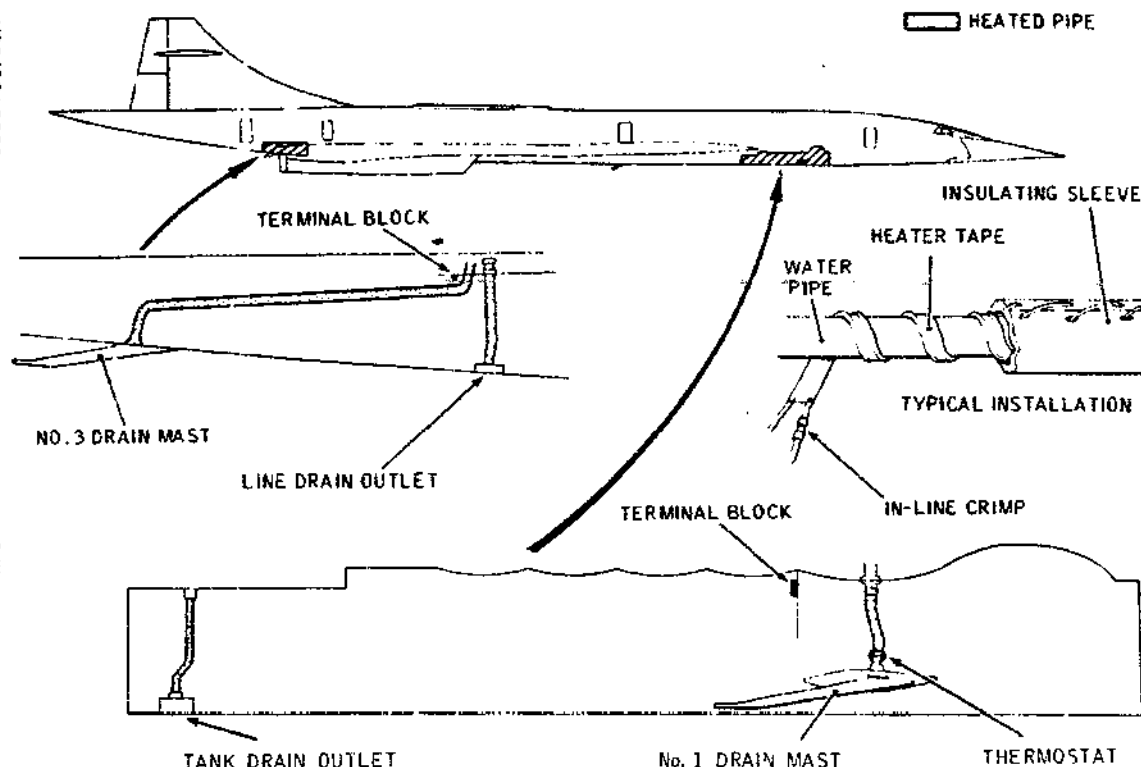 HEATED PIPE
INSULATING SLEEVE
TERMINAL BLOCK
HEATER TAPE
WATER
PIPE
TYPICAL INSTALLATION
NO.3 DRAIN MAST
LINE DRAIN OUTLET
IN-LINE CRIMP
TERMINAL BLOCK
TANK DRAIN OUTLET
No.1 DRAIN MAST
THERMOSTAT